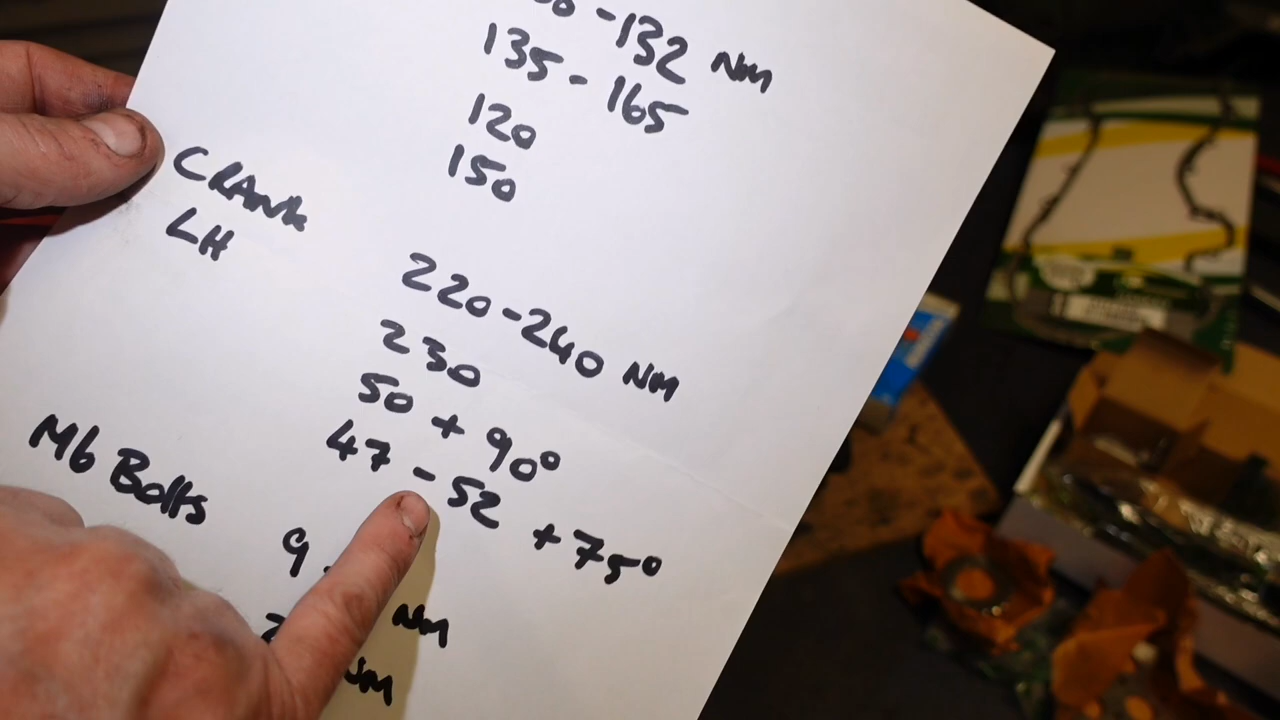 -132 Nm
135 - 165
120
150
CRANK
LH
220-240 NM
230
50 + 90°
47 - 52 + 75°
M6 Bolts
9
Nm
Nm